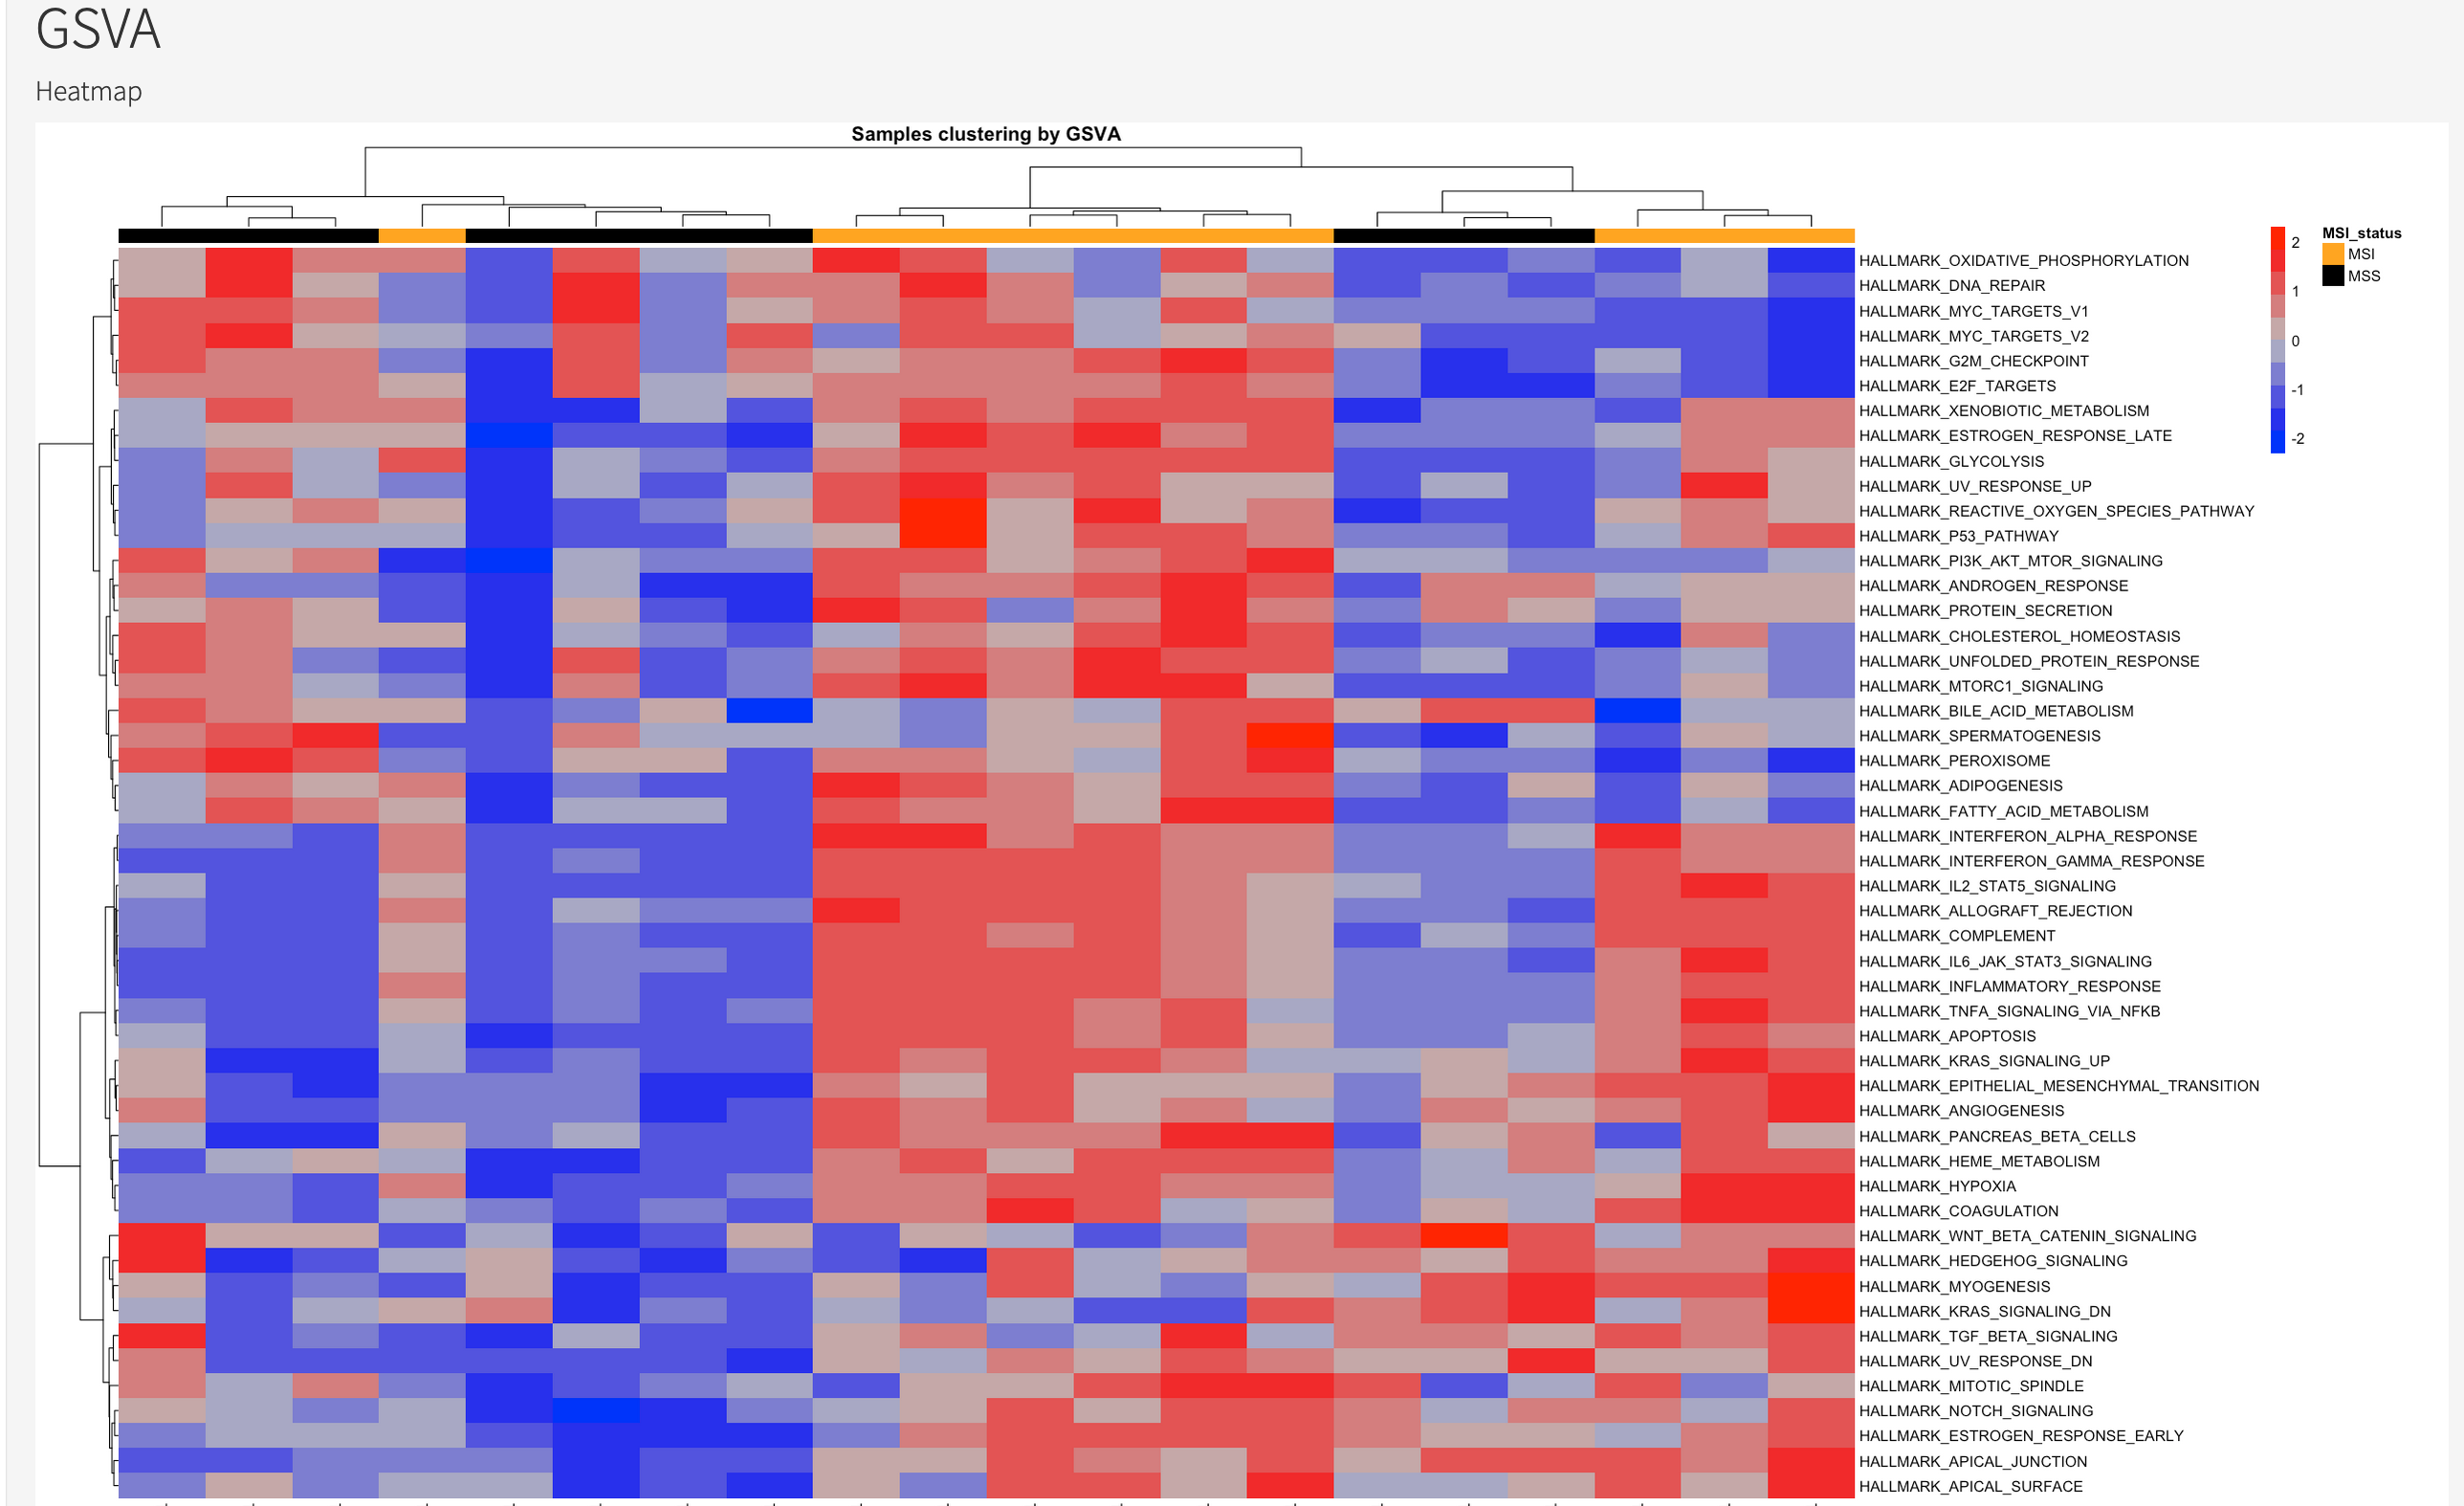 GSVA
Heatmap
Samples clustering by GSVA
HALLMARK_OXIDATIVE_PHOSPHORYLATION
HALLMARK_DNA_REPAIR
HALLMARK_MYC_TARGETS_V1
HALLMARK_MYC_TARGETS_V2
HALLMARK_G2M_CHECKPOINT
HALLMARK_E2F_TARGETS
HALLMARK_XENOBIOTIC_METABOLISM
HALLMARK_ESTROGEN_RESPONSE_LATE
HALLMARK_GLYCOLYSIS
HALLMARK_UV_RESPONSE_UP
HALLMARK_REACTIVE_OXYGEN_SPECIES_PATHWAY
HALLMARK_P53_PATHWAY
HALLMARK_PI3K_AKT_MTOR_SIGNALING
HALLMARK_ANDROGEN_RESPONSE
HALLMARK_PROTEIN_SECRETION
HALLMARK_CHOLESTEROL_HOMEOSTASIS
HALLMARK_UNFOLDED_PROTEIN_RESPONSE
HALLMARK_MTORC1_SIGNALING
HALLMARK_BILE_ACID_METABOLISM
HALLMARK_SPERMATOGENESIS
HALLMARK_PEROXISOME
HALLMARK_ADIPOGENESIS
HALLMARK_FATTY_ACID_METABOLISM
HALLMARK_INTERFERON_ALPHA_RESPONSE
HALLMARK_INTERFERON_GAMMA_RESPONSE
HALLMARK_IL2_STAT5_SIGNALING
HALLMARK_ALLOGRAFT_REJECTION
HALLMARK_COMPLEMENT
HALLMARK_IL6_JAK_STAT3_SIGNALING
HALLMARK_INFLAMMATORY_RESPONSE
HALLMARK_TNFA_SIGNALING_VIA_NFKB
HALLMARK_APOPTOSIS
HALLMARK_KRAS_SIGNALING_UP
HALLMARK_EPITHELIAL_MESENCHYMAL_TRANSITION
HALLMARK_ANGIOGENESIS
HALLMARK_PANCREAS_BETA_CELLS
HALLMARK_HEME_METABOLISM
HALLMARK_HYPOXIA
HALLMARK_COAGULATION
HALLMARK_WNT_BETA_CATENIN_SIGNALING
HALLMARK_HEDGEHOG_SIGNALING
HALLMARK_MYOGENESIS
HALLMARK_KRAS_SIGNALING_DN
HALLMARK_TGF_BETA_SIGNALING
HALLMARK_UV_RESPONSE_DN
HALLMARK_MITOTIC_SPINDLE
HALLMARK_NOTCH_SIGNALING
HALLMARK_ESTROGEN_RESPONSE_EARLY
HALLMARK_APICAL_JUNCTION
HALLMARK_APICAL_SURFACE
2
1
0
-1
-2
MSI_status
MSI
MSS